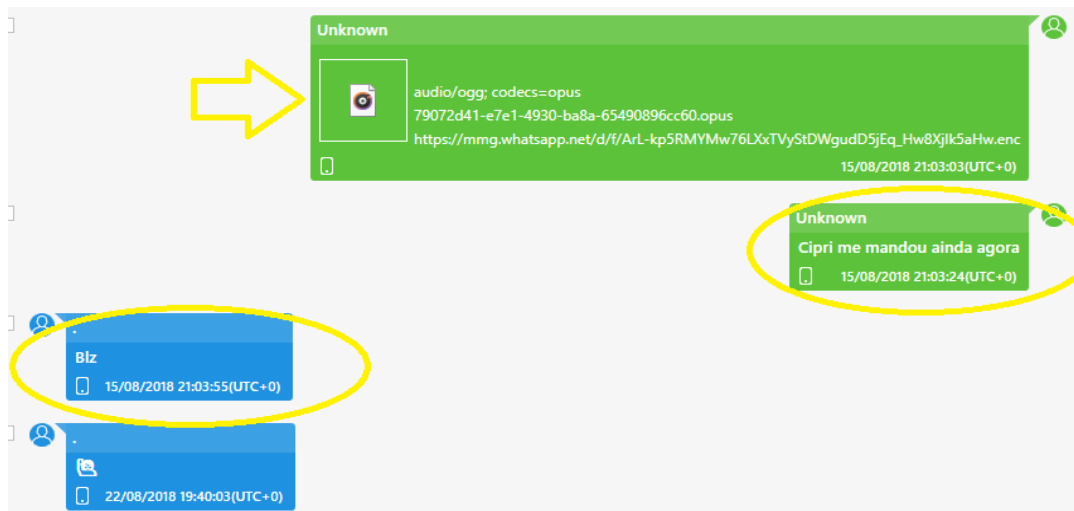 Unknown
audio/ogg; codecs=opus
79072d41-e7e1-4930-ba8a-65490896cc60.opus
https://mmg.whatsapp.net/d/f/ArL-kp5RMYMw76LXxTVyStDWgudD5jEq_Hw8Xjlk5aHw.enc
15/08/2018 21:03:03(UTC+0)
Unknown
Cipri me mandou ainda agora
15/08/2018 21:03:24(UTC+0)
.
Blz
15/08/2018 21:03:55(UTC+0)
.
22/08/2018 19:40:03(UTC+0)